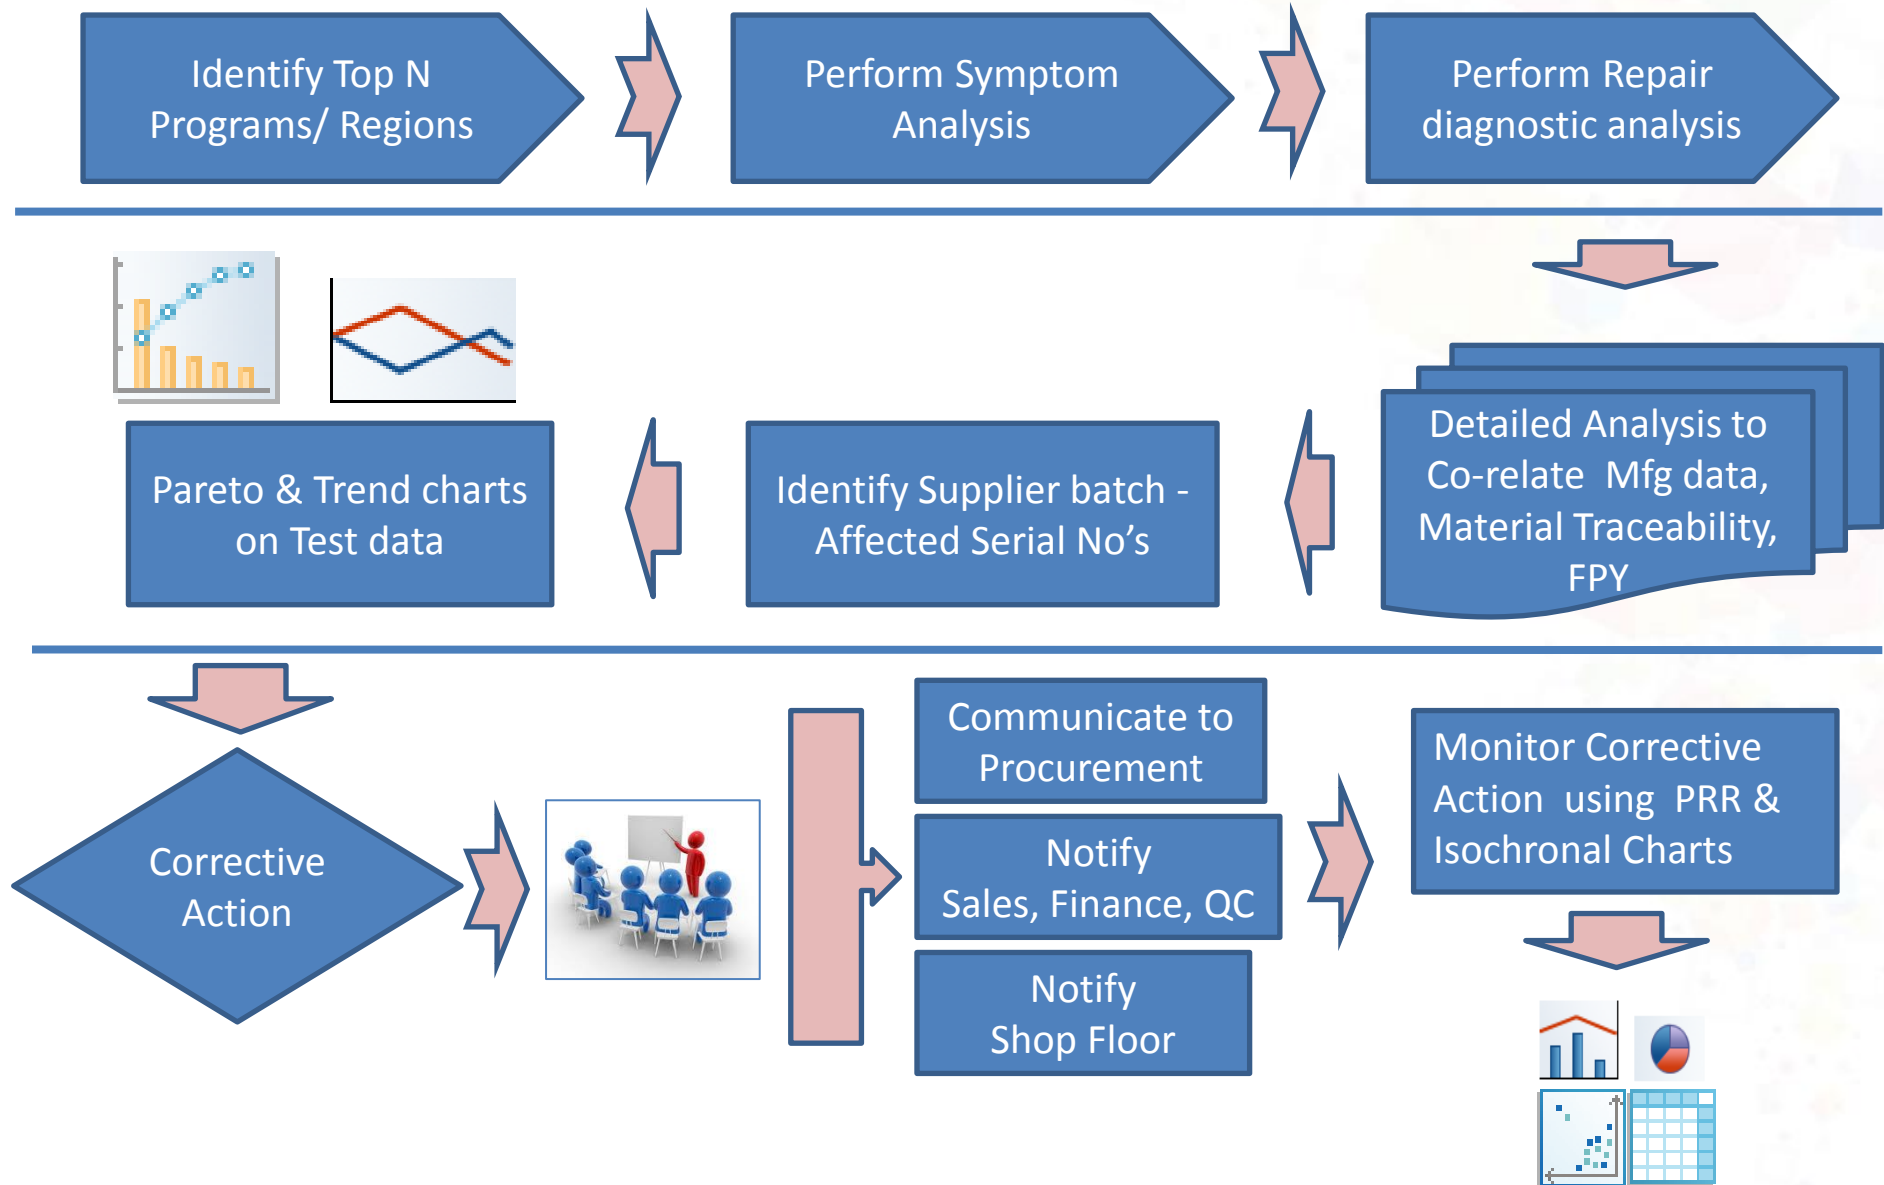 Identify Top N
Programs/ Regions
Perform Symptom
Analysis
Perform Repair
diagnostic analysis
Pareto & Trend charts
on Test data
Identify Supplier batch -
Affected Serial No’s
Detailed Analysis to
Co-relate Mfg data,
Material Traceability,
FPY
Corrective
Action
Communicate to
Procurement
Notify
Sales, Finance, QC
Notify
Shop Floor
Monitor Corrective
Action using PRR &
Isochronal Charts